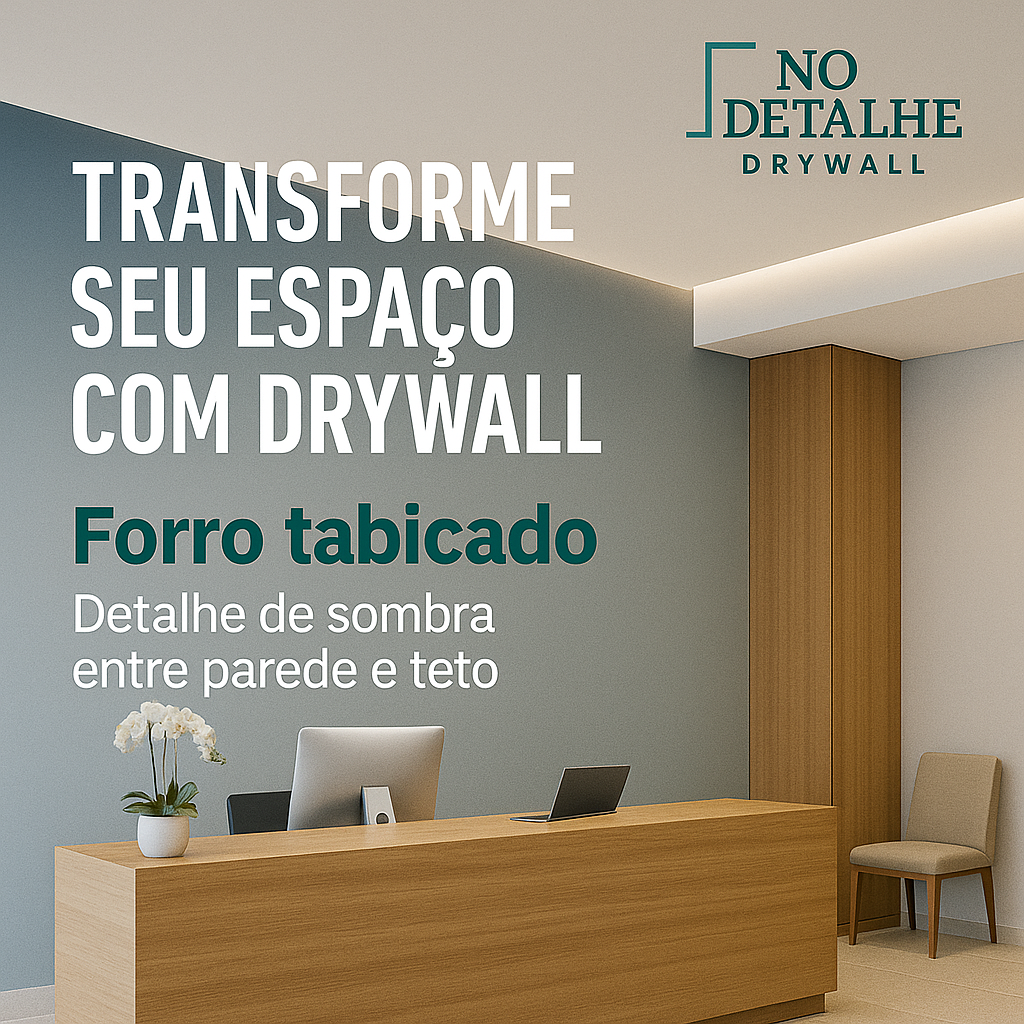 NO
DETALHE
DRYWALL
TRANSFORME
SEU ESPAÇO
COM DRYWALL
Forro tabicado
Detalhe de sombra
entre parede e teto